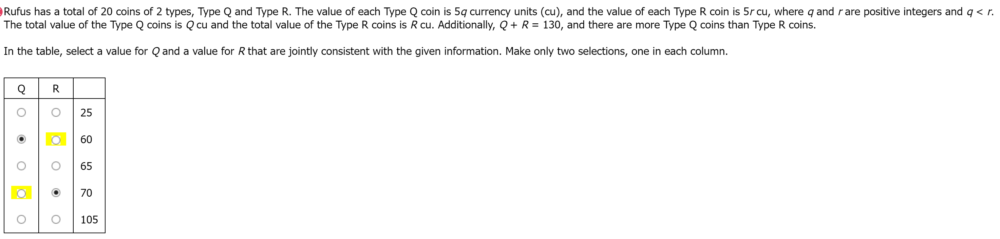 Rufus has a total of 20 coins of 2 types, Type Q and Type R. The value of each Type Q coin is 5q currency units (cu), and the value of each Type R coin is 5r cu, where q and r are positive integers and q < r.
The total value of the Type Q coins is Q cu and the total value of the Type R coins is R cu. Additionally, Q + R = 130, and there are more Type Q coins than Type R coins.
In the table, select a value for Q and a value for R that are jointly consistent with the given information. Make only two selections, one in each column.
Q R
25
60
65
70
105